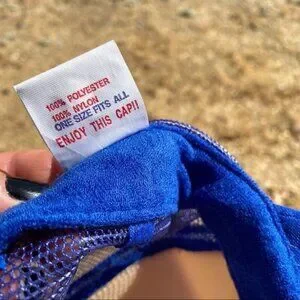 100% POLYESTER
100% NYLON
ONE SIZE FITS ALL
ENJOY THIS CAP!!